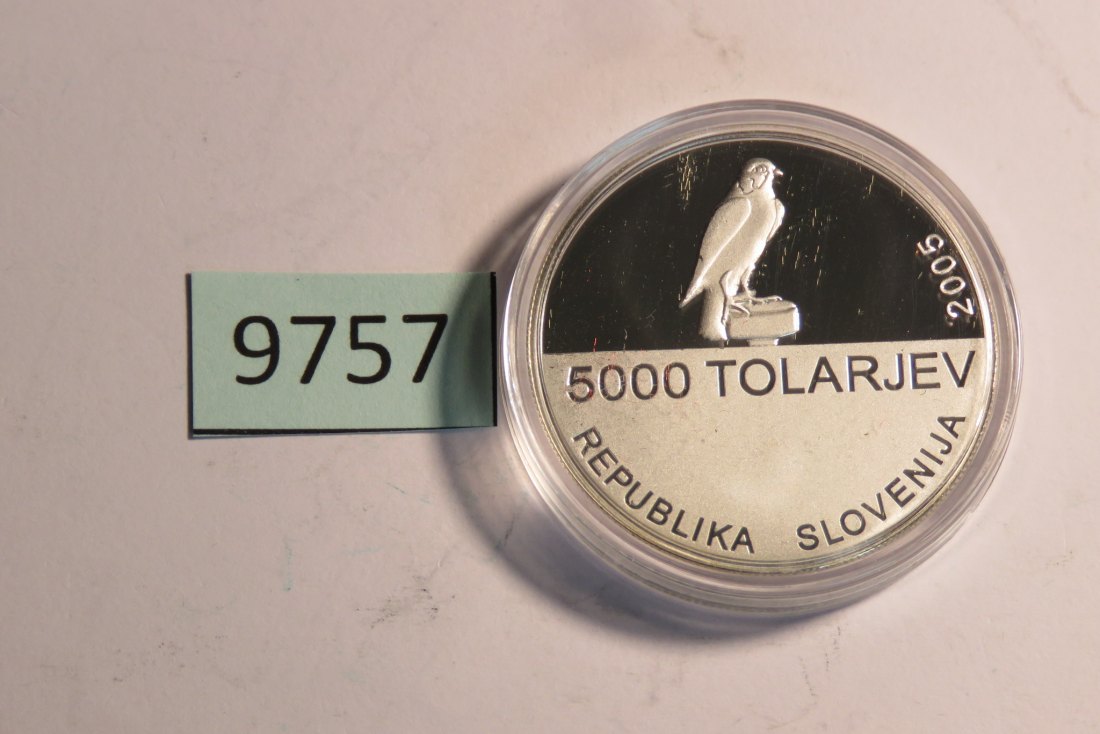 9757
2005
5000 TOLARJEV
REPUBLIKA SLOVENIJA